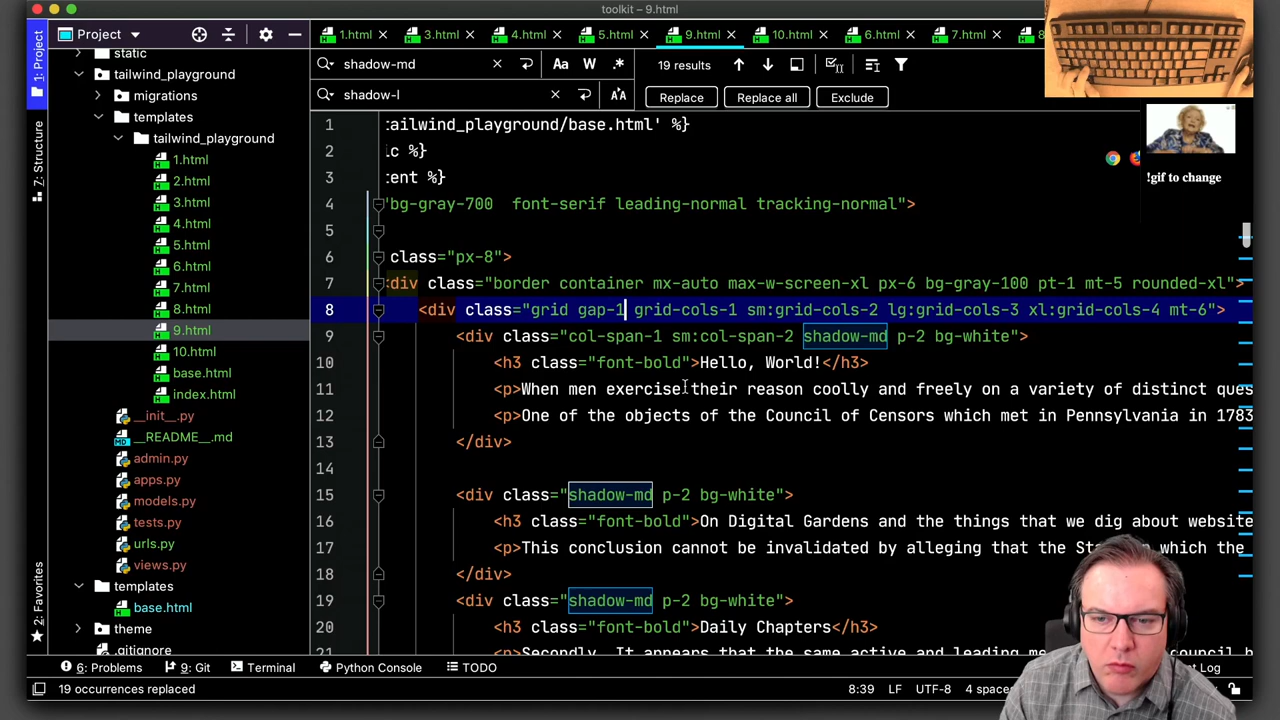 toolkit – 9.html
Project
1.html
3.html
4.html
5.html
9.html
10.html
6.html
7.html
8
1: Project
7: Structure
2: Favorites
static
tailwind_playground
migrations
templates
tailwind_playground
1.html
2.html
3.html
4.html
5.html
6.html
7.html
8.html
9.html
10.html
base.html
index.html
__init__.py
__README__.md
admin.py
apps.py
models.py
tests.py
urls.py
views.py
templates
base.html
theme
.gitignore
shadow-md
Aa
W
.*
19 results
shadow-l
Replace
Replace all
Exclude
!gif to change
1 tailwind_playground/base.html' %}
2 ic %}
3 tent %}
4 "bg-gray-700 font-serif leading-normal tracking-normal">
5
6 class="px-8">
7 div class="border container mx-auto max-w-screen-xl px-6 bg-gray-100 pt-1 mt-5 rounded-xl">
8 <div class="grid gap-1 grid-cols-1 sm:grid-cols-2 lg:grid-cols-3 xl:grid-cols-4 mt-6">
9 <div class="col-span-1 sm:col-span-2 shadow-md p-2 bg-white">
10 <h3 class="font-bold">Hello, World!</h3>
11 <p>When men exercise their reason coolly and freely on a variety of distinct ques
12 <p>One of the objects of the Council of Censors which met in Pennsylvania in 1783
13 </div>
14
15 <div class="shadow-md p-2 bg-white">
16 <h3 class="font-bold">On Digital Gardens and the things that we dig about website
17 <p>This conclusion cannot be invalidated by alleging that the Sta which the
18 </div>
19 <div class="shadow-md p-2 bg-white">
20 <h3 class="font-bold">Daily Chapters</h3>
21
6: Problems
9: Git
Terminal
Python Console
TODO
t Log
19 occurrences replaced
8:39
LF
UTF-8
4 spaces